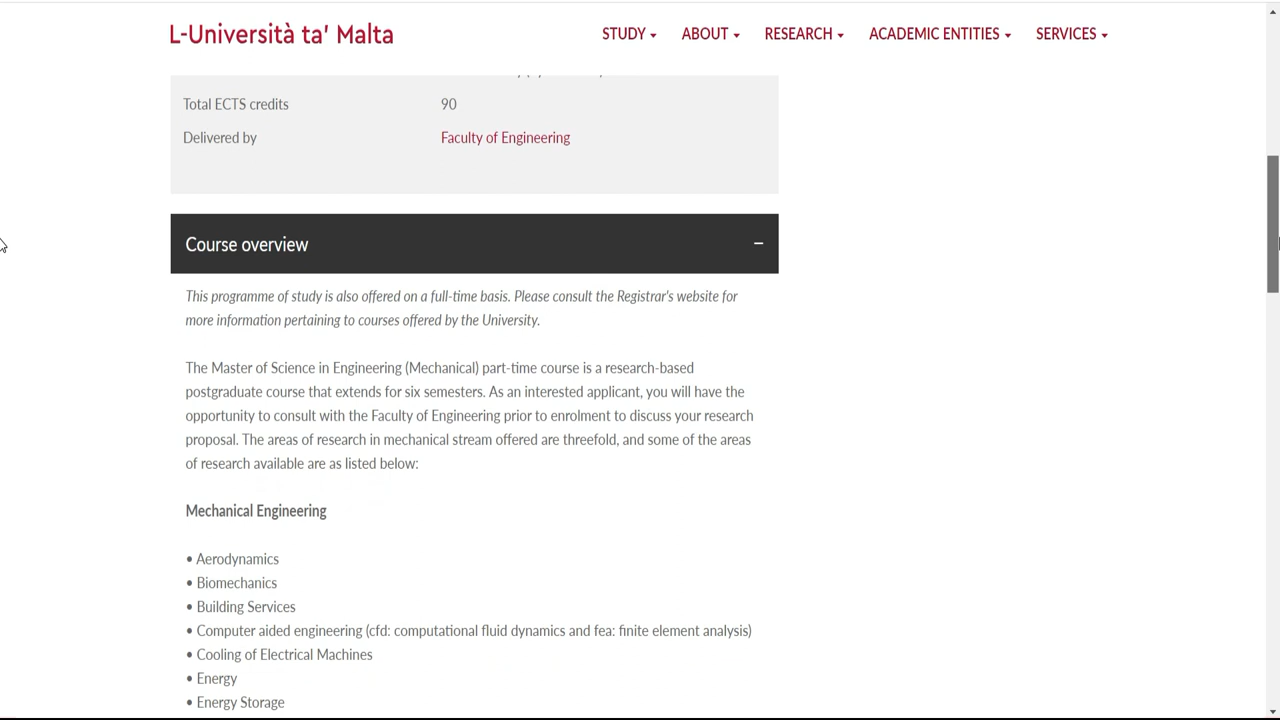 L-Università ta' Malta
STUDY
ABOUT
RESEARCH
ACADEMIC ENTITIES
SERVICES
Total ECTS credits 90
Delivered by Faculty of Engineering
Course overview
This programme of study is also offered on a full-time basis. Please consult the Registrar's website for
more information pertaining to courses offered by the University.
The Master of Science in Engineering (Mechanical) part-time course is a research-based
postgraduate course that extends for six semesters. As an interested applicant, you will have the
opportunity to consult with the Faculty of Engineering prior to enrolment to discuss your research
proposal. The areas of research in mechanical stream offered are threefold, and some of the areas
of research available are as listed below:
Mechanical Engineering
• Aerodynamics
• Biomechanics
• Building Services
• Computer aided engineering (cfd: computational fluid dynamics and fea: finite element analysis)
• Cooling of Electrical Machines
• Energy
• Energy Storage